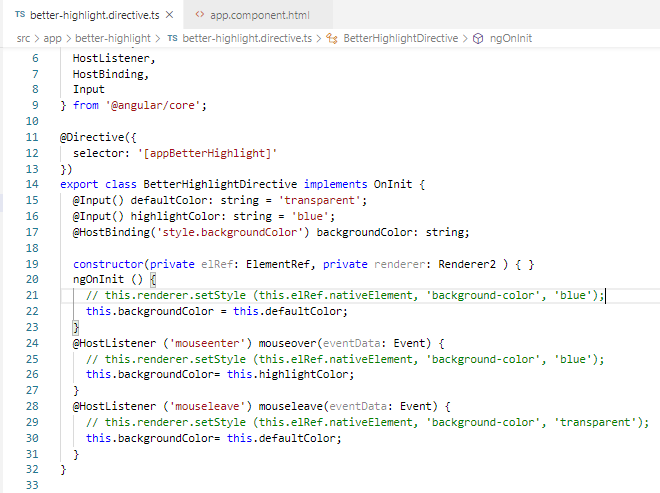 TS better-highlight.directive.ts × <> app.component.html
src > app > better-highlight > TS better-highlight.directive.ts > BetterHighlightDirective > ngOnInit
6 HostListener,
7 HostBinding,
8 Input
9 } from '@angular/core';
10
11 @Directive({
12 selector: '[appBetterHighlight]'
13 })
14 export class BetterHighlightDirective implements OnInit {
15 @Input() defaultColor: string = 'transparent';
16 @Input() highlightColor: string = 'blue';
17 @HostBinding('style.backgroundColor') backgroundColor: string;
18
19 constructor(private elRef: ElementRef, private renderer: Renderer2 ) { }
20 ngOnInit () {
21 // this.renderer.setStyle (this.elRef.nativeElement, 'background-color', 'blue');
22 this.backgroundColor = this.defaultColor;
23 }
24 @HostListener ('mouseenter') mouseover(eventData: Event) {
25 // this.renderer.setStyle (this.elRef.nativeElement, 'background-color', 'blue');
26 this.backgroundColor= this.highlightColor;
27 }
28 @HostListener ('mouseleave') mouseleave(eventData: Event) {
29 // this.renderer.setStyle (this.elRef.nativeElement, 'background-color', 'transparent');
30 this.backgroundColor= this.defaultColor;
31 }
32 }
33